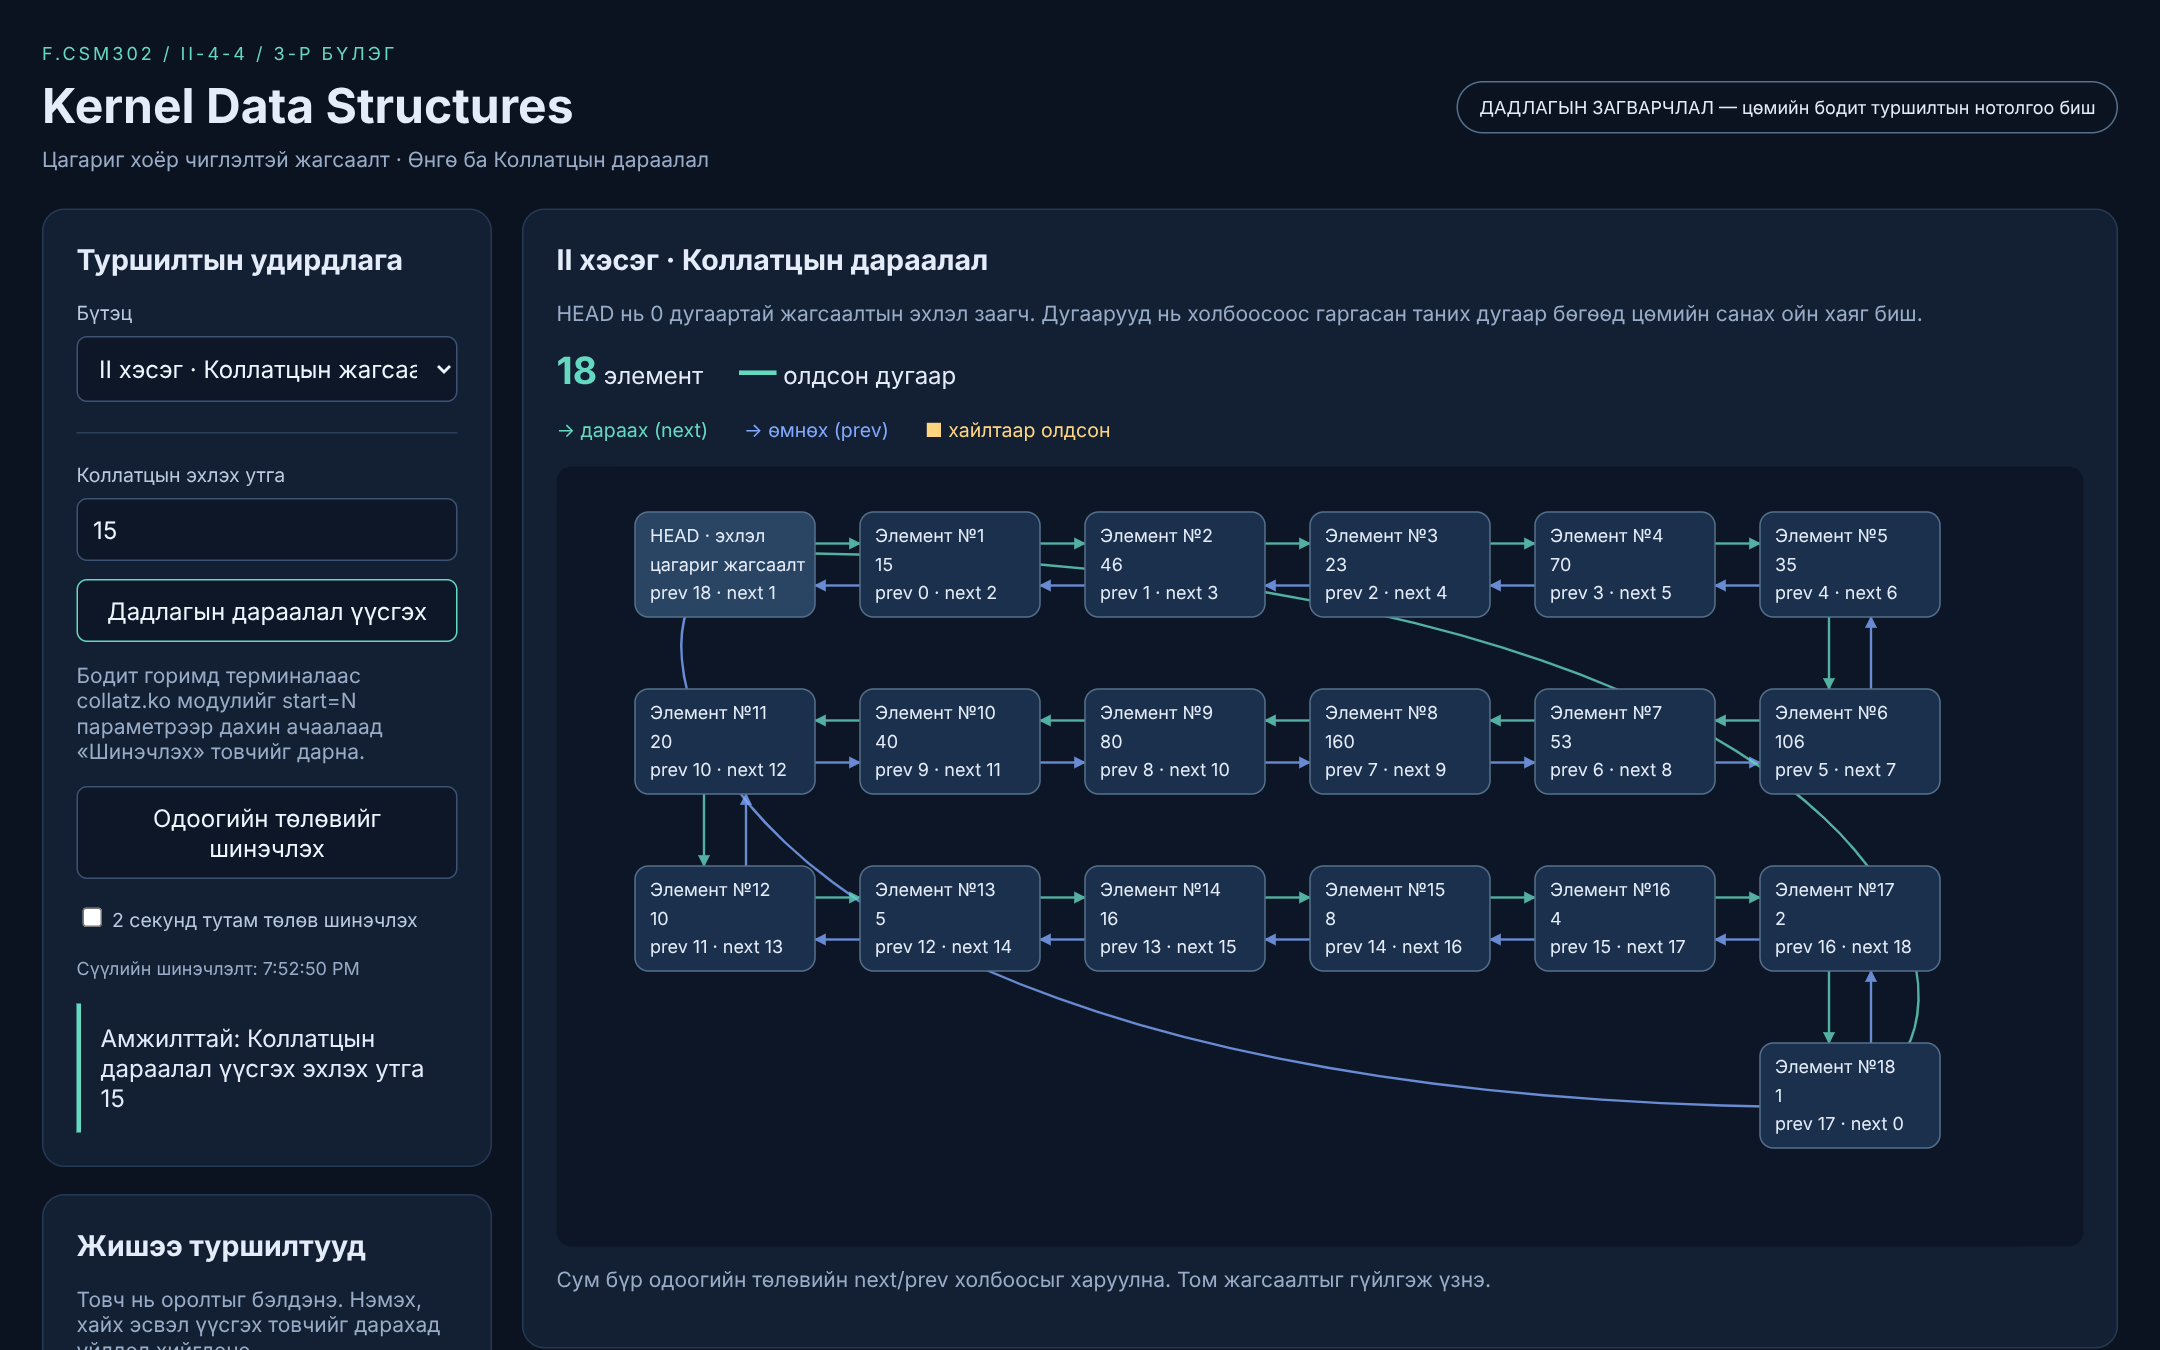 F.CSM302 / II-4-4 / 3-Р БҮЛЭГ
Kernel Data Structures
ДАДЛАГЫН ЗАГВАРЧЛАЛ — цөмийн бодит туршилтын нотолгоо биш
Цагариг хоёр чиглэлтэй жагсаалт · Өнгө ба Коллатцын дараалал
Туршилтын удирдлага
Бүтэц
II хэсэг · Коллатцын жагсаа
Коллатцын эхлэх утга
15
Дадлагын дараалал үүсгэх
Бодит горимд терминалаас
collatz.ko модулийг start=N
параметрээр дахин ачаалаад
«Шинэчлэх» товчийг дарна.
Одоогийн төлөвийг
шинэчлэх
2 секунд тутам төлөв шинэчлэх
Сүүлийн шинэчлэлт: 7:52:50 PM
Амжилттай: Коллатцын
дараалал үүсгэх эхлэх утга
15
Жишээ туршилтууд
Товч нь оролтыг бэлдэнэ. Нэмэх,
хайх эсвэл үүсгэх товчийг дарахад
II хэсэг · Коллатцын дараалал
HEAD нь 0 дугаартай жагсаалтын эхлэл заагч. Дугаарууд нь холбоосоос гаргасан таних дугаар бөгөөд цөмийн санах ойн хаяг биш.
18 элемент — олдсон дугаар
→ дараах (next) → өмнөх (prev) хайлтаар олдсон
HEAD · эхлэл
цагариг жагсаалт
prev 18 · next 1
Элемент №1
15
prev 0 · next 2
Элемент №2
46
prev 1 · next 3
Элемент №3
23
prev 2 · next 4
Элемент №4
70
prev 3 · next 5
Элемент №5
35
prev 4 · next 6
Элемент №11
20
prev 10 · next 12
Элемент №10
40
prev 9 · next 11
Элемент №9
80
prev 8 · next 10
Элемент №8
160
prev 7 · next 9
Элемент №7
53
prev 6 · next 8
Элемент №6
106
prev 5 · next 7
Элемент №12
10
prev 11 · next 13
Элемент №13
5
prev 12 · next 14
Элемент №14
16
prev 13 · next 15
Элемент №15
8
prev 14 · next 16
Элемент №16
4
prev 15 · next 17
Элемент №17
2
prev 16 · next 18
Элемент №18
1
prev 17 · next 0
Сум бүр одоогийн төлөвийн next/prev холбоосыг харуулна. Том жагсаалтыг гүйлгэж үзнэ.